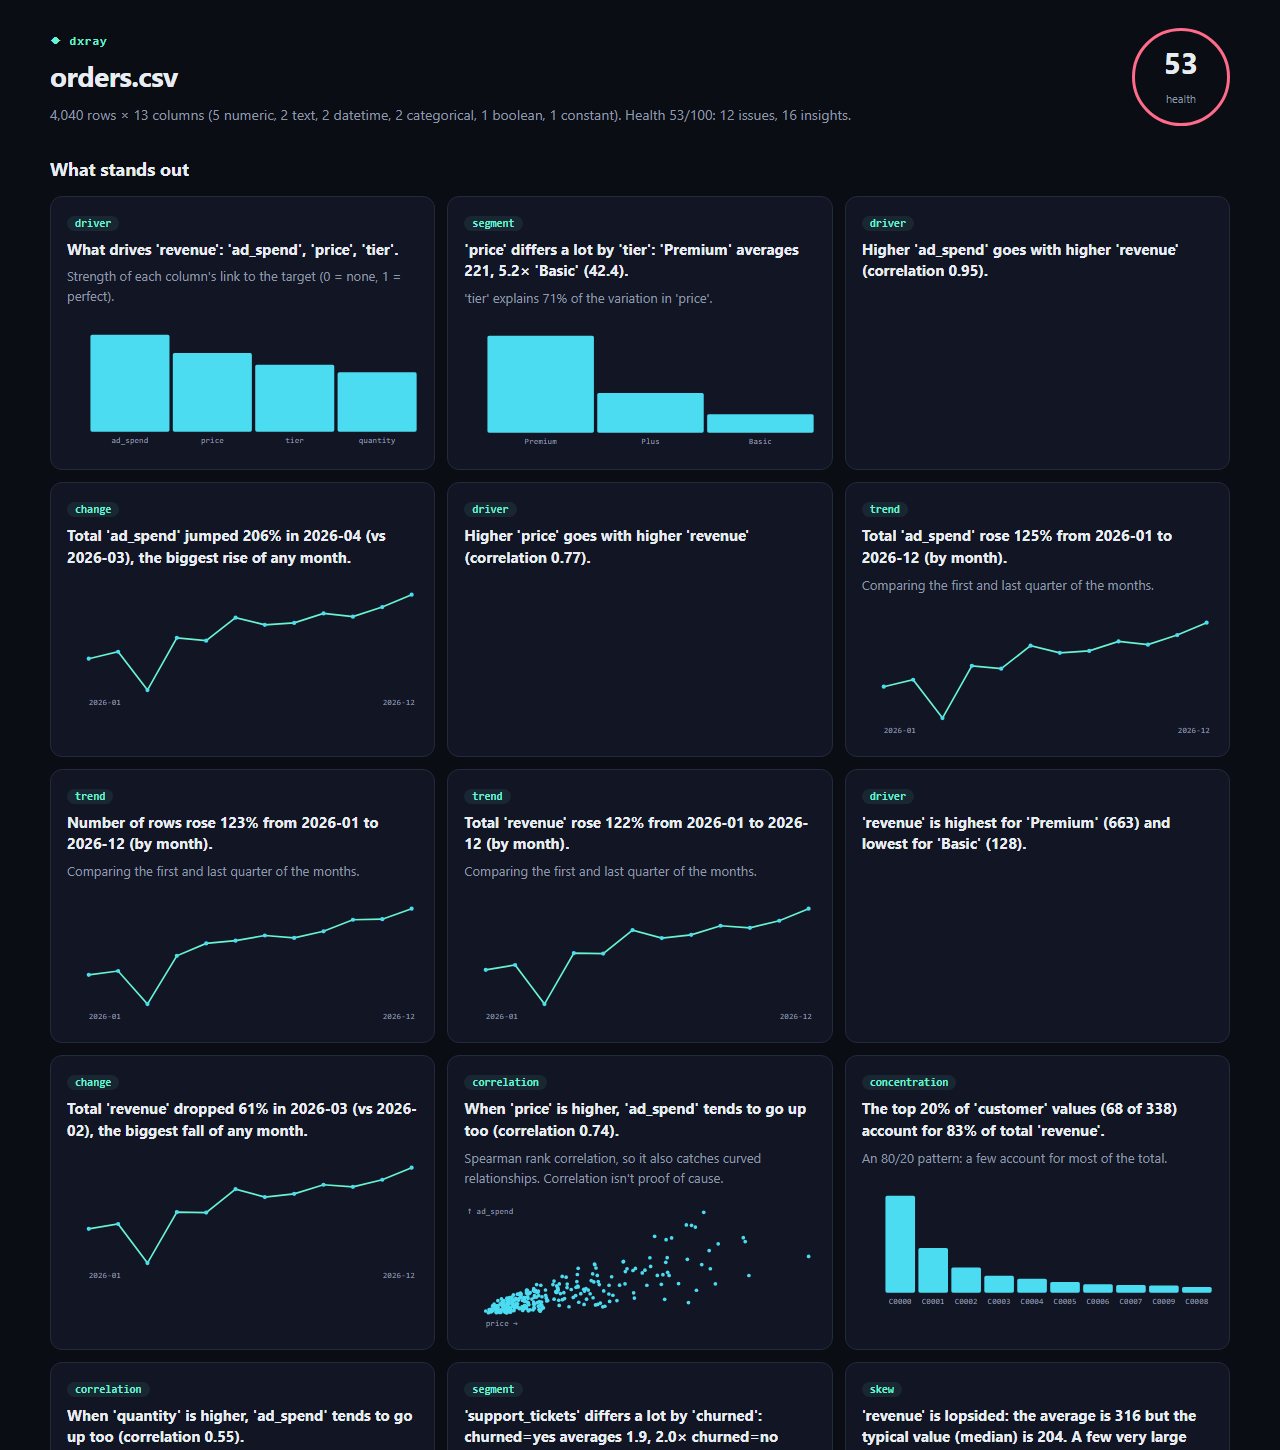 ◆ dxray
orders.csv
4,040 rows × 13 columns (5 numeric, 2 text, 2 datetime, 2 categorical, 1 boolean, 1 constant). Health 53/100: 12 issues, 16 insights.
53
health
What stands out
driver
What drives 'revenue': 'ad_spend', 'price', 'tier'.
Strength of each column's link to the target (0 = none, 1 =
perfect).
ad_spend price tier quantity
segment
'price' differs a lot by 'tier': 'Premium' averages
221, 5.2× 'Basic' (42.4).
'tier' explains 71% of the variation in 'price'.
Premium Plus Basic
driver
Higher 'ad_spend' goes with higher 'revenue'
(correlation 0.95).
change
Total 'ad_spend' jumped 206% in 2026-04 (vs
2026-03), the biggest rise of any month.
2026-01 2026-12
driver
Higher 'price' goes with higher 'revenue'
(correlation 0.77).
trend
Total 'ad_spend' rose 125% from 2026-01 to
2026-12 (by month).
Comparing the first and last quarter of the months.
2026-01 2026-12
trend
Number of rows rose 123% from 2026-01 to
2026-12 (by month).
Comparing the first and last quarter of the months.
2026-01 2026-12
trend
Total 'revenue' rose 122% from 2026-01 to 2026-
12 (by month).
Comparing the first and last quarter of the months.
2026-01 2026-12
driver
'revenue' is highest for 'Premium' (663) and
lowest for 'Basic' (128).
change
Total 'revenue' dropped 61% in 2026-03 (vs 2026-
02), the biggest fall of any month.
2026-01 2026-12
correlation
When 'price' is higher, 'ad_spend' tends to go up
too (correlation 0.74).
Spearman rank correlation, so it also catches curved
relationships. Correlation isn't proof of cause.
↑ ad_spend
price →
concentration
The top 20% of 'customer' values (68 of 338)
account for 83% of total 'revenue'.
An 80/20 pattern: a few account for most of the total.
C0000 C0001 C0002 C0003 C0004 C0005 C0006 C0007 C0009 C0008
correlation
When 'quantity' is higher, 'ad_spend' tends to go
up too (correlation 0.55).
segment
'support_tickets' differs a lot by 'churned':
churned=yes averages 1.9, 2.0× churned=no
skew
'revenue' is lopsided: the average is 316 but the
typical value (median) is 204. A few very large